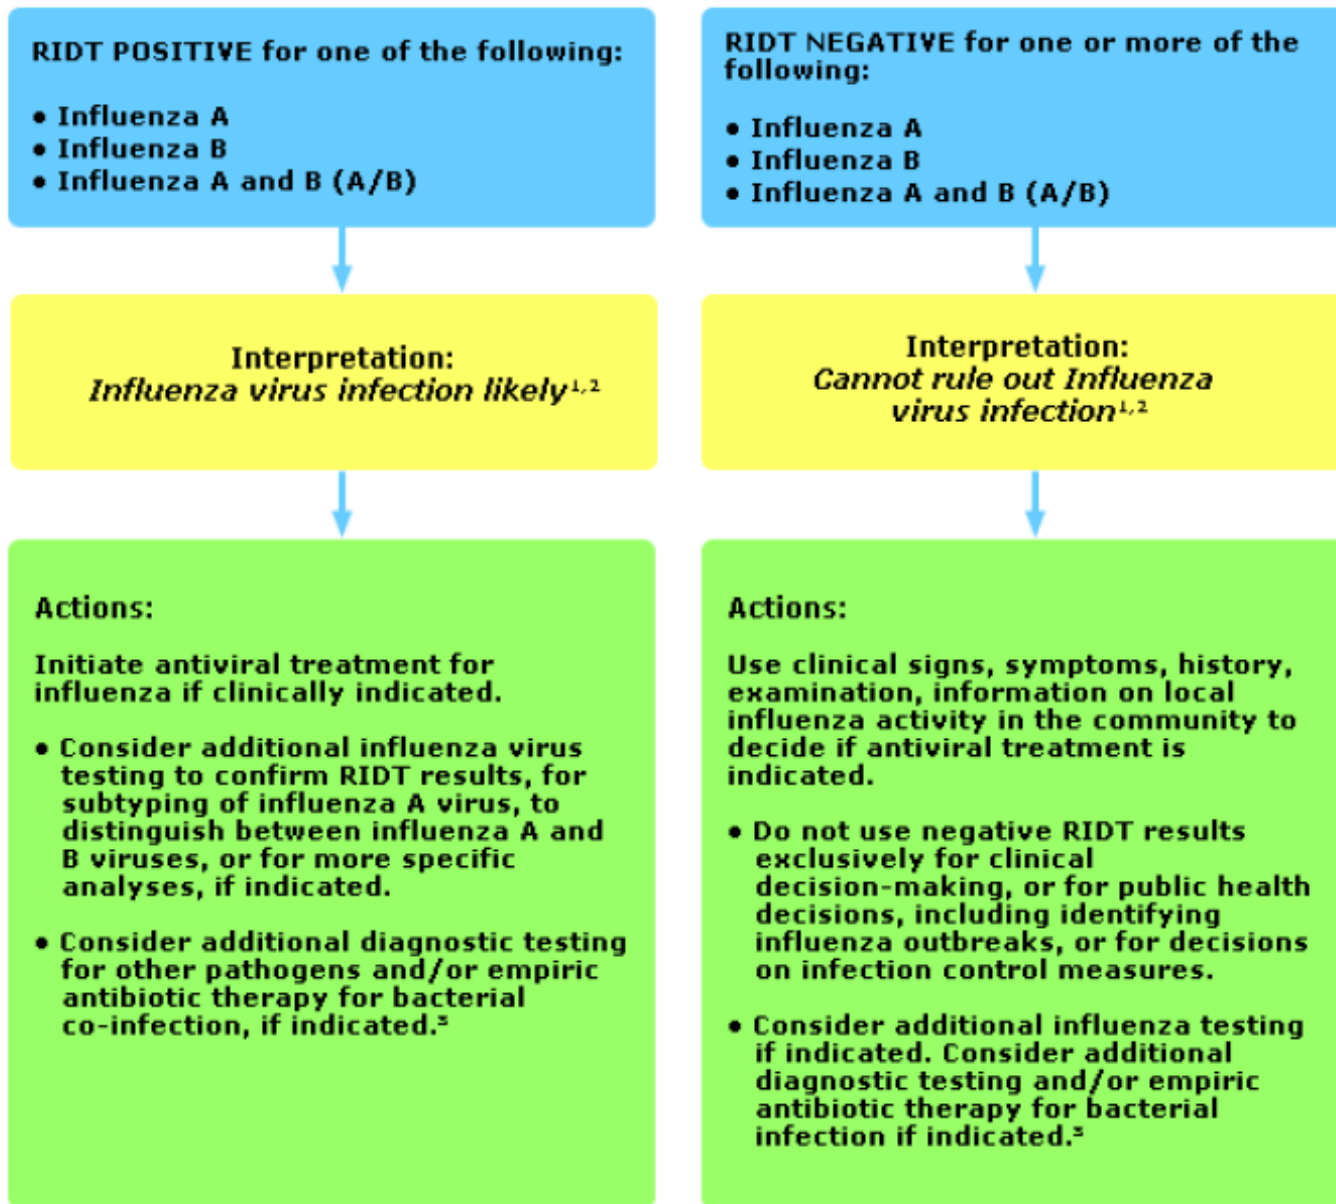 RIDT POSITIVE for one of the following:
• Influenza A
• Influenza B
• Influenza A and B (A/B)
Interpretation:
Influenza virus infection likely¹,²
Actions:
Initiate antiviral treatment for
influenza if clinically indicated.
• Consider additional influenza virus
testing to confirm RIDT results, for
subtyping of influenza A virus, to
distinguish between influenza A and
B viruses, or for more specific
analyses, if indicated.
• Consider additional diagnostic testing
for other pathogens and/or empiric
antibiotic therapy for bacterial
co-infection, if indicated.³
RIDT NEGATIVE for one or more of the
following:
• Influenza A
• Influenza B
• Influenza A and B (A/B)
Interpretation:
Cannot rule out Influenza
virus infection¹,²
Actions:
Use clinical signs, symptoms, history,
examination, information on local
influenza activity in the community to
decide if antiviral treatment is
indicated.
• Do not use negative RIDT results
exclusively for clinical
decision-making, or for public health
decisions, including identifying
influenza outbreaks, or for decisions
on infection control measures.
• Consider additional influenza testing
if indicated. Consider additional
diagnostic testing and/or empiric
antibiotic therapy for bacterial
infection if indicated.³